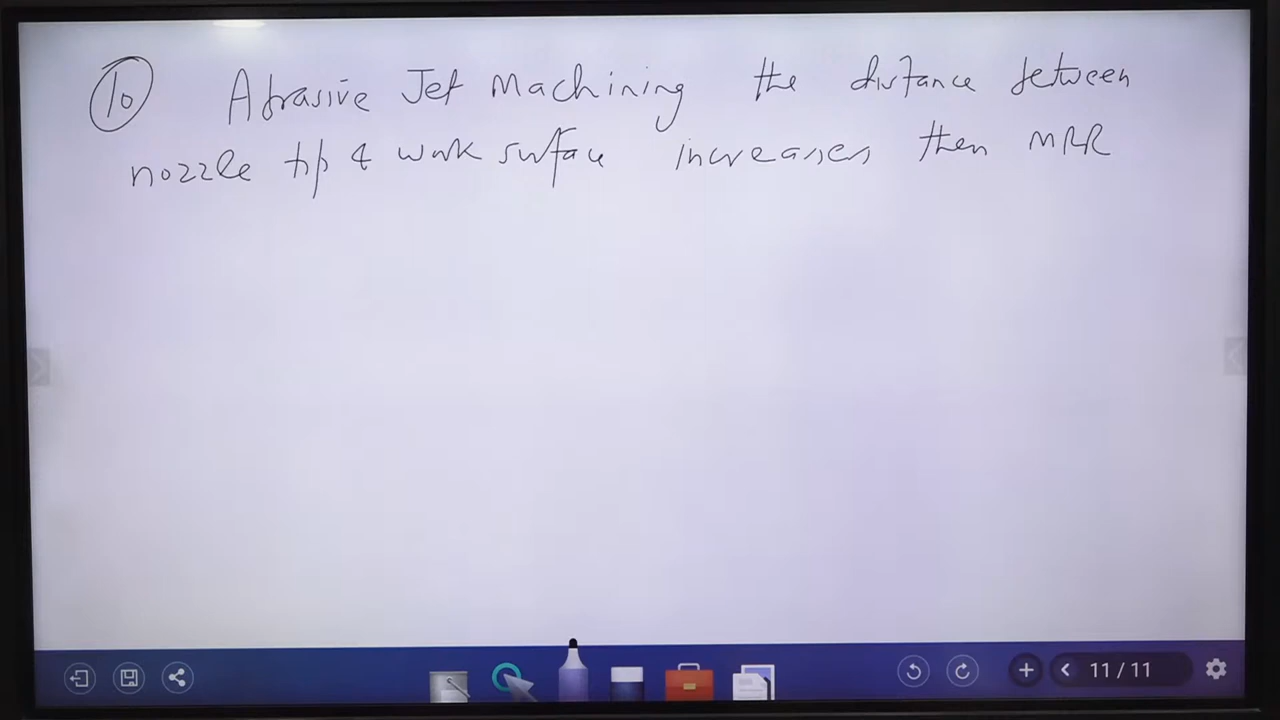 10 Abrasive Jet Machining the distance between
nozzle tip & work surface increases then MRR
11 / 11